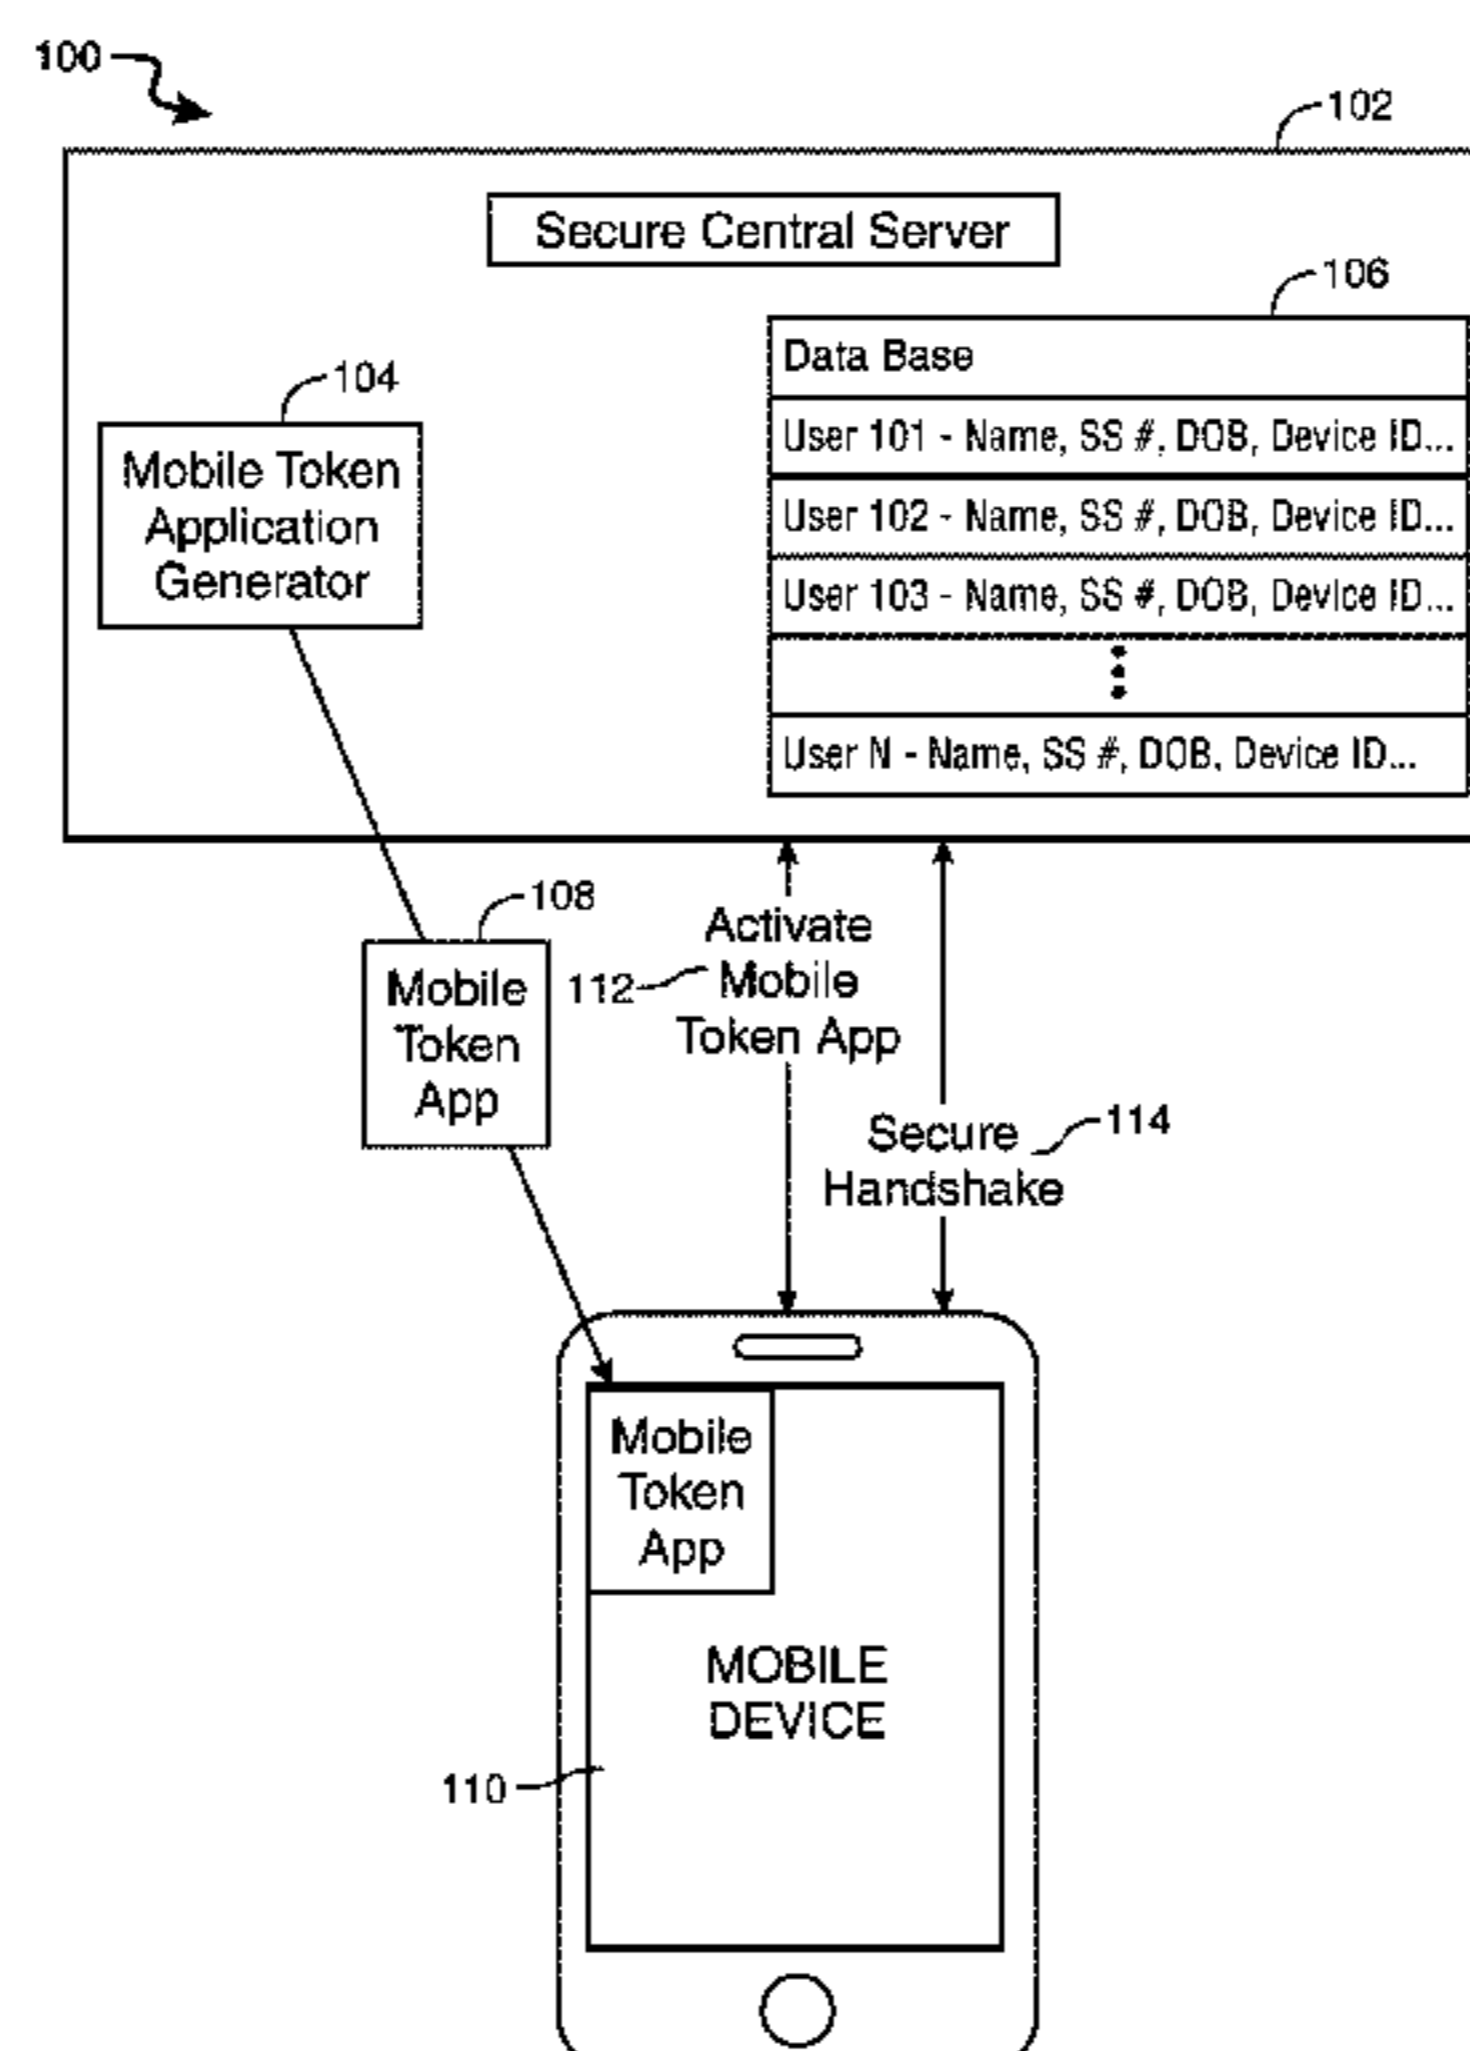 100
102
Secure Central Server
106
Data Base
User 101 - Name, SS #, DOB, Device ID...
User 102 - Name, SS #, DOB, Device ID...
User 103 - Name, SS #, DOB, Device ID...
User N - Name, SS #, DOB, Device ID...
104
Mobile Token
Application
Generator
108
Mobile
Token
App
112
Activate
Mobile
Token App
Secure
Handshake
114
Mobile
Token
App
MOBILE
DEVICE
110